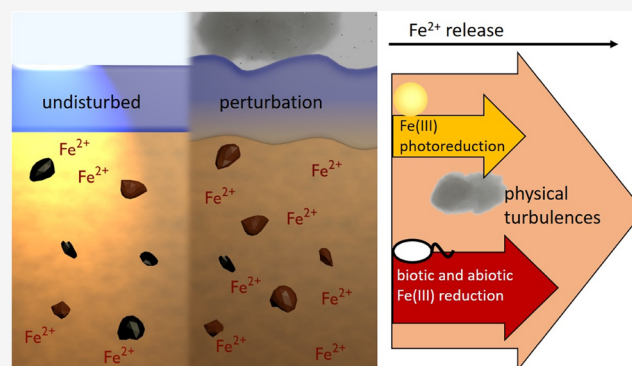 undisturbed
Fe²⁺
Fe²⁺
Fe²⁺
Fe²⁺
Fe²⁺
perturbation
Fe²⁺
Fe²⁺
Fe²⁺
Fe²⁺
Fe²⁺
Fe²⁺
Fe²⁺
Fe²⁺ release
Fe(III)
photoreduction
physical
turbulences
biotic and abiotic
Fe(III) reduction